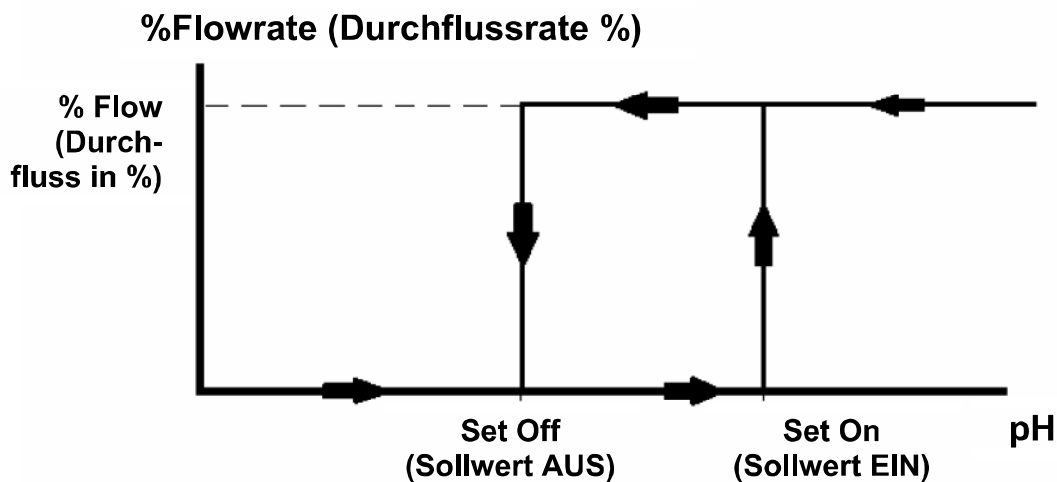 %Flowrate (Durchflussrate %)
% Flow
(Durch-
fluss in %)
Set Off
(Sollwert AUS)
Set On
(Sollwert EIN)
pH